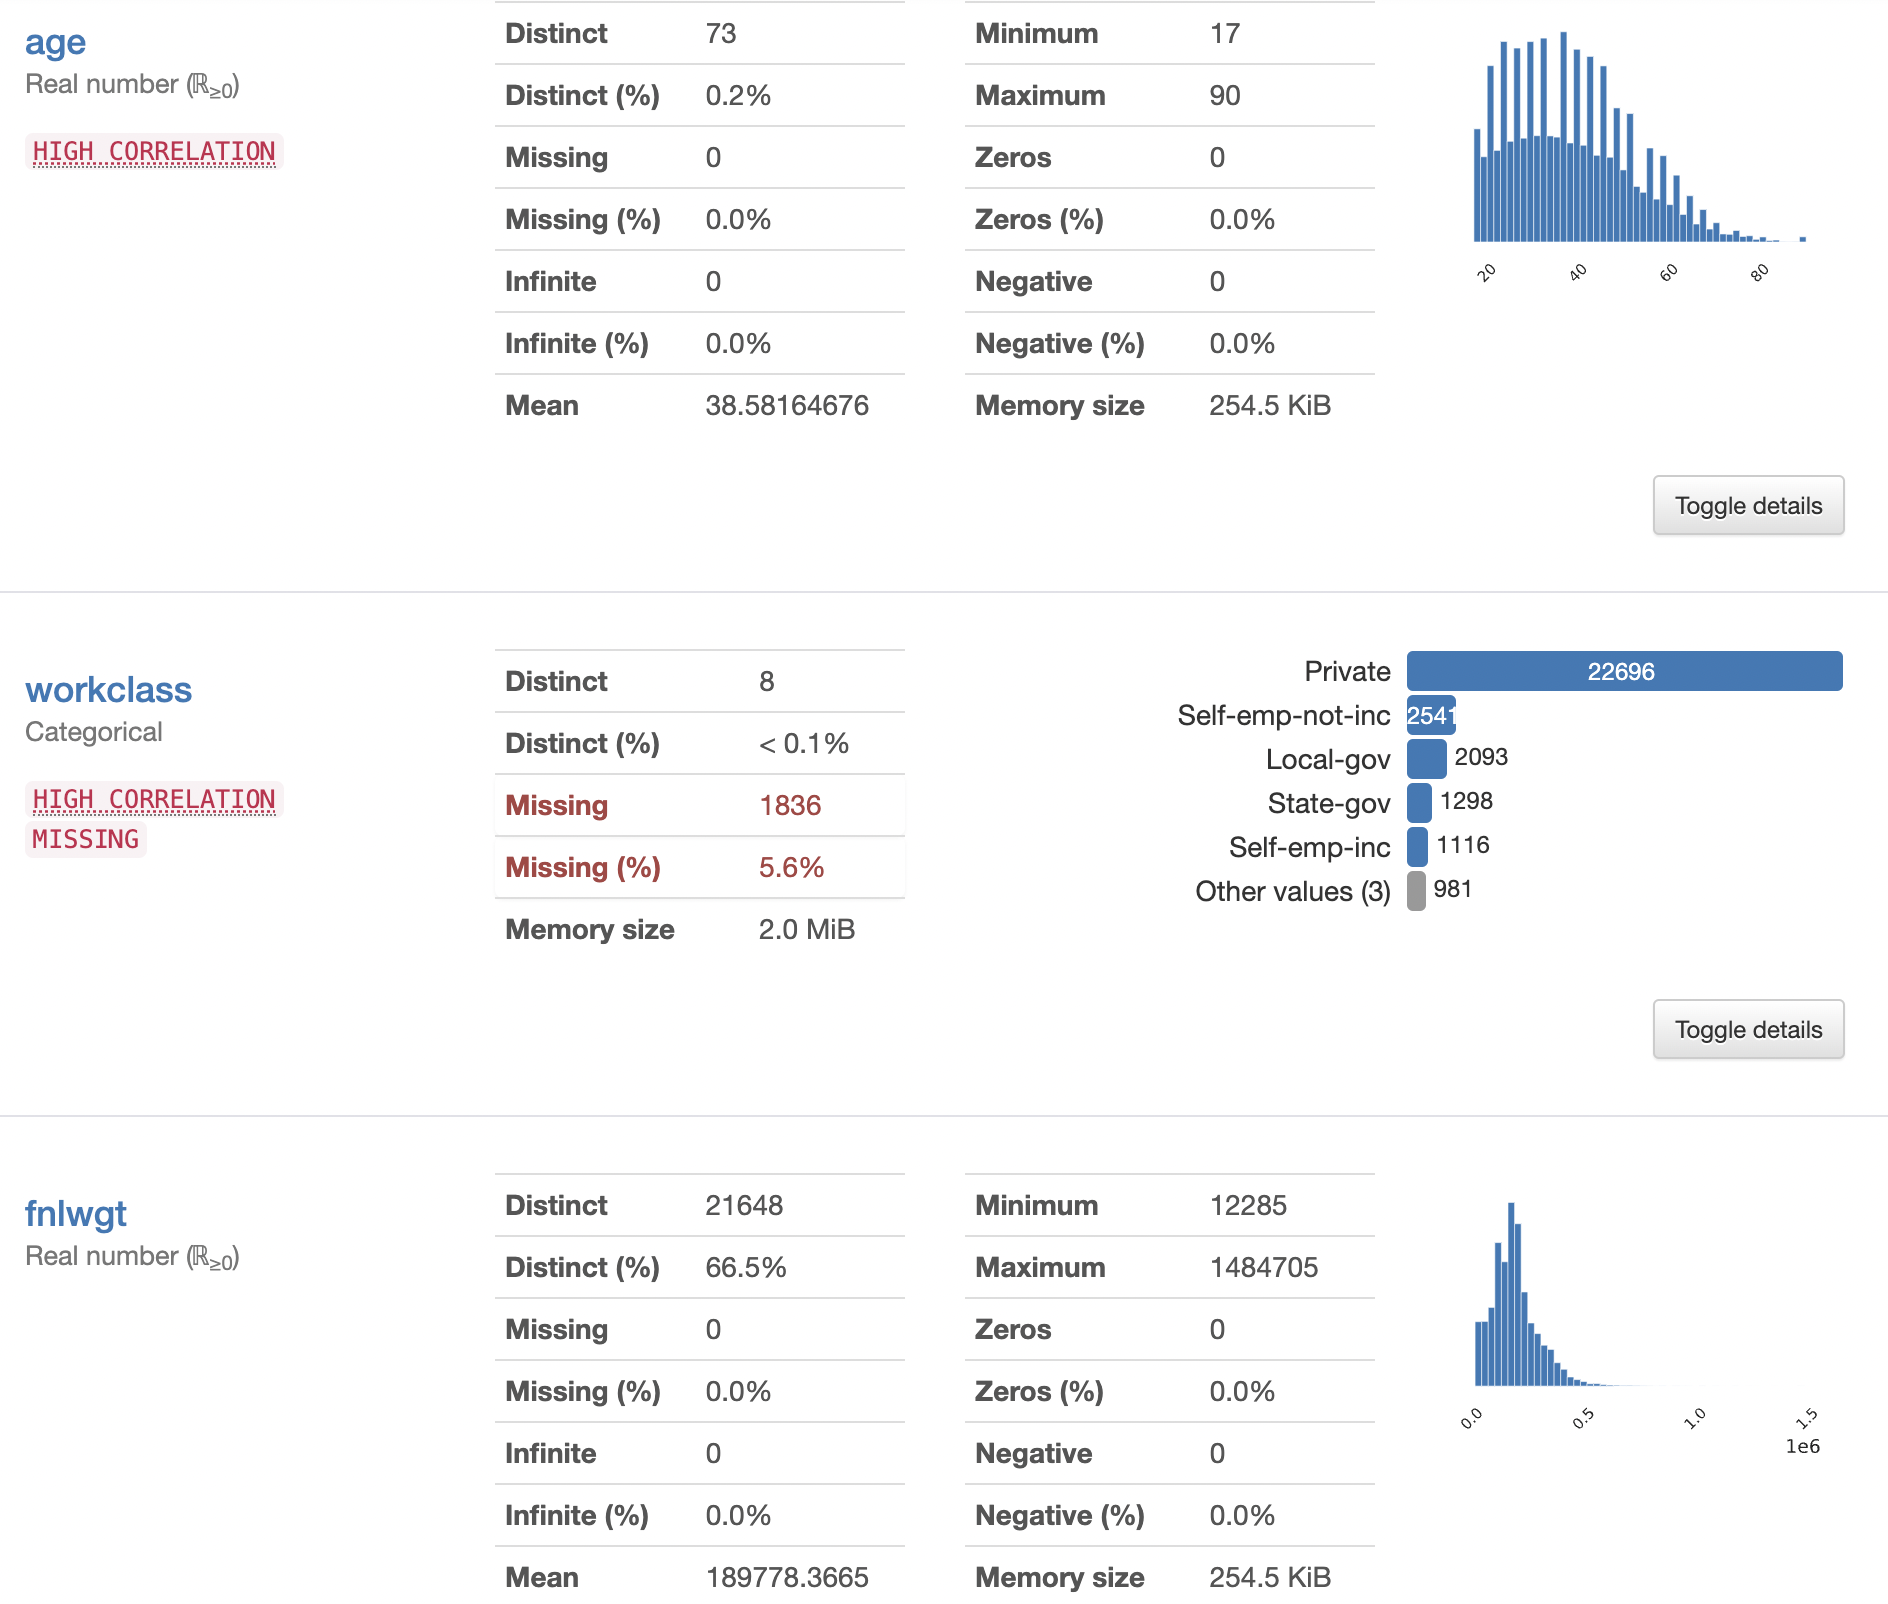 age
Real number (ℝ≥0)
HIGH CORRELATION
Distinct 73
Distinct (%) 0.2%
Missing 0
Missing (%) 0.0%
Infinite 0
Infinite (%) 0.0%
Mean 38.58164676
Minimum 17
Maximum 90
Zeros 0
Zeros (%) 0.0%
Negative 0
Negative (%) 0.0%
Memory size 254.5 KiB
20 40 60 80
Toggle details
workclass
Categorical
HIGH CORRELATION
MISSING
Distinct 8
Distinct (%) < 0.1%
Missing 1836
Missing (%) 5.6%
Memory size 2.0 MiB
Private 22696
Self-emp-not-inc 2541
Local-gov 2093
State-gov 1298
Self-emp-inc 1116
Other values (3) 981
Toggle details
fnlwgt
Real number (ℝ≥0)
Distinct 21648
Distinct (%) 66.5%
Missing 0
Missing (%) 0.0%
Infinite 0
Infinite (%) 0.0%
Mean 189778.3665
Minimum 12285
Maximum 1484705
Zeros 0
Zeros (%) 0.0%
Negative 0
Negative (%) 0.0%
Memory size 254.5 KiB
0.0 0.5 1.0 1.5
1e6